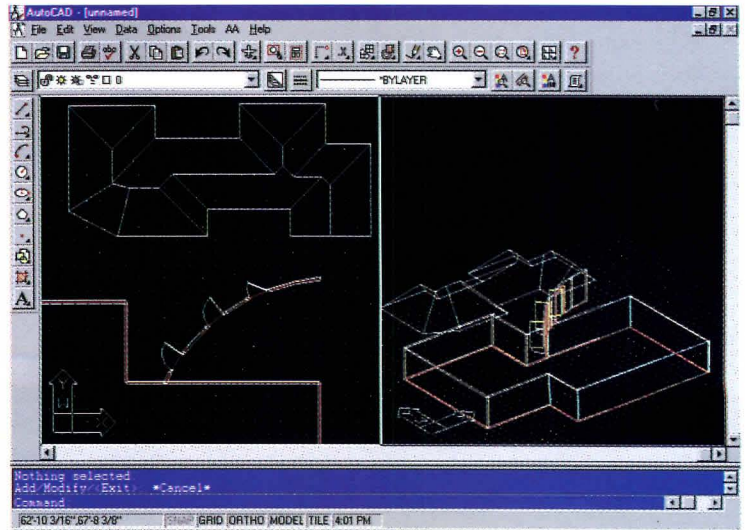 AutoCAD - [unnamed]
File Edit View Data Options Tools AA Help
0 *BYLAYER
A
Nothing selected
Add/Modify/<Exit>: *Cancel*
Command
62'-10 3/16",67'-8 3/8" SNAP GRID ORTHO MODEL TILE 4:01 PM